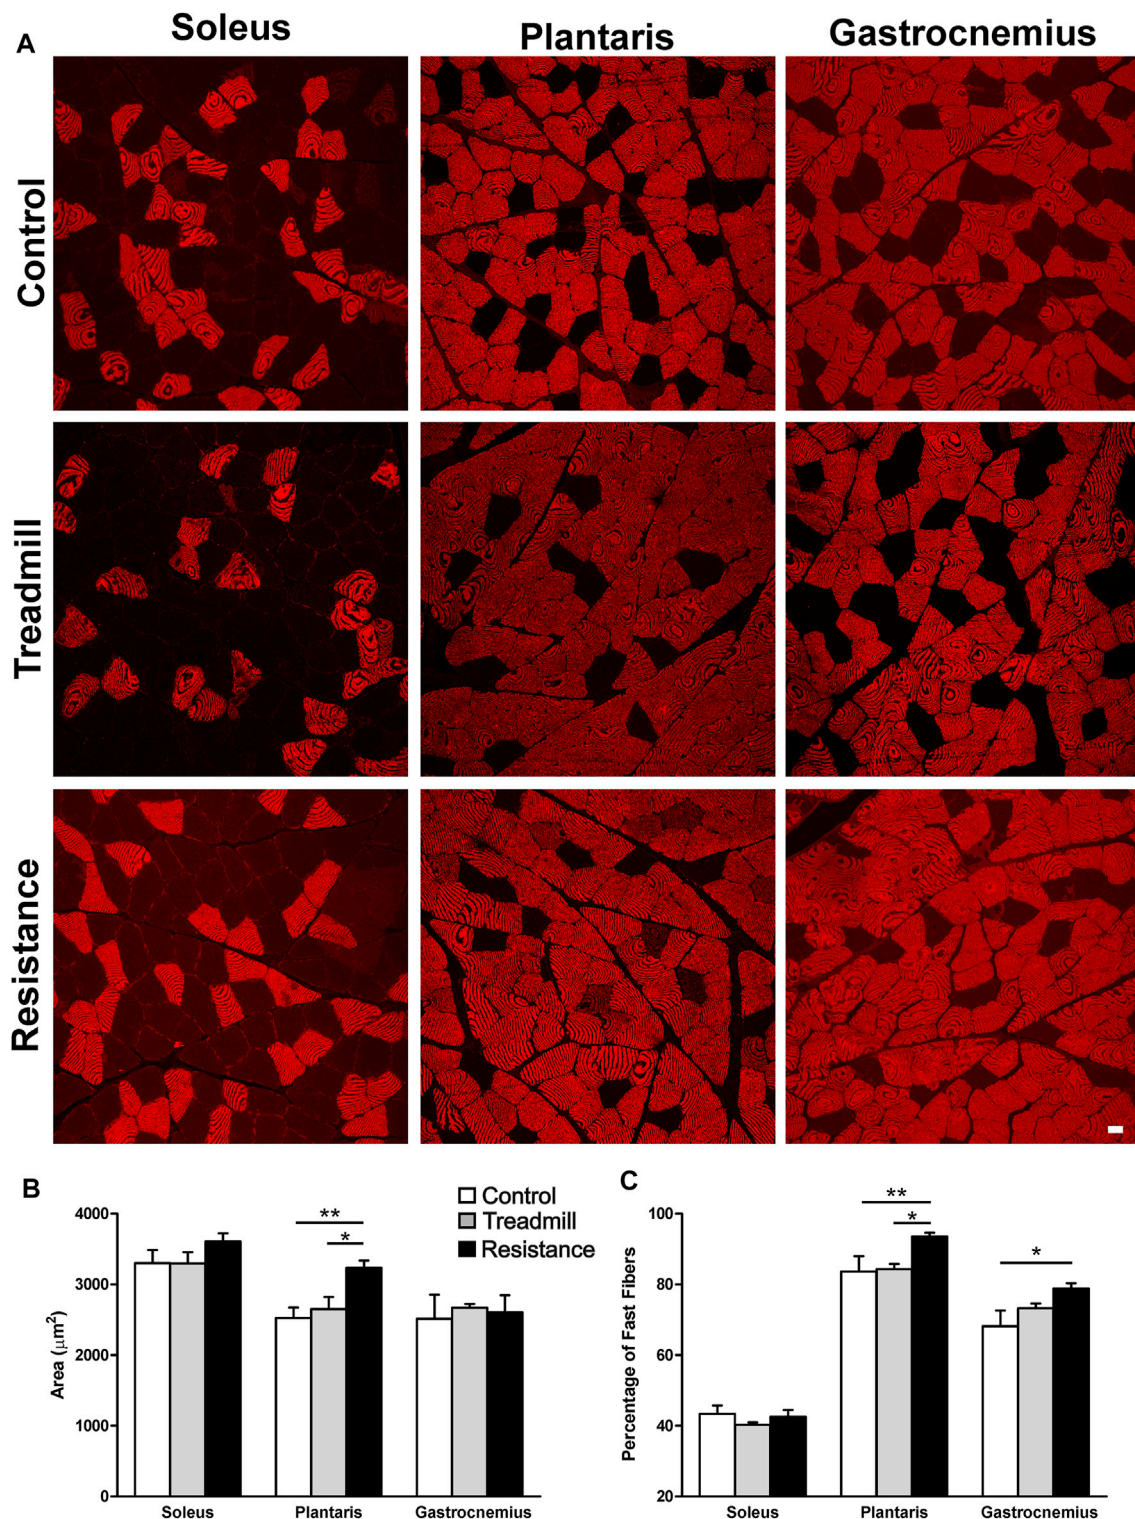 A
Soleus
Plantaris
Gastrocnemius
Control
Treadmill
Resistance
B
Control
Treadmill
Resistance
4000
3000
2000
1000
0
Area (μm²)
**
*
Soleus
Plantaris
Gastrocnemius
C
100
80
60
40
20
Percentage of Fast Fibers
**
*
*
Soleus
Plantaris
Gastrocnemius